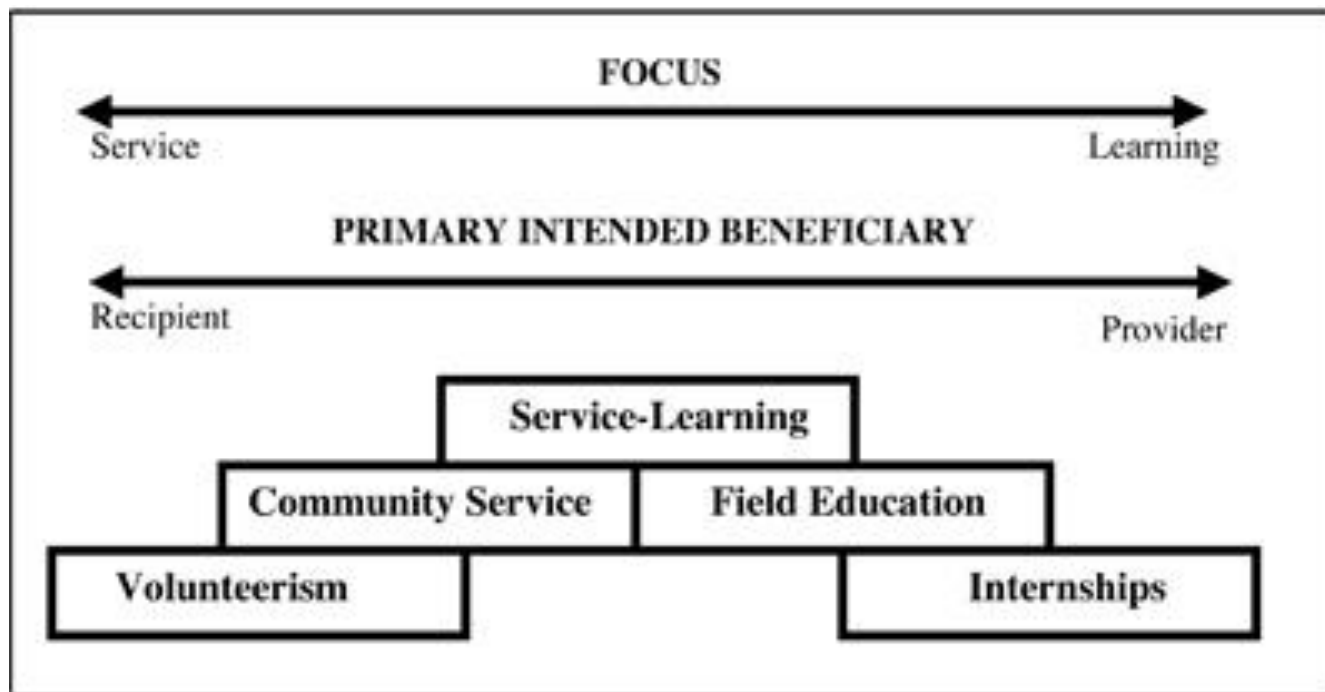 FOCUS
Service Learning
PRIMARY INTENDED BENEFICIARY
Recipient Provider
Service-Learning
Community Service Field Education
Volunteerism Internships